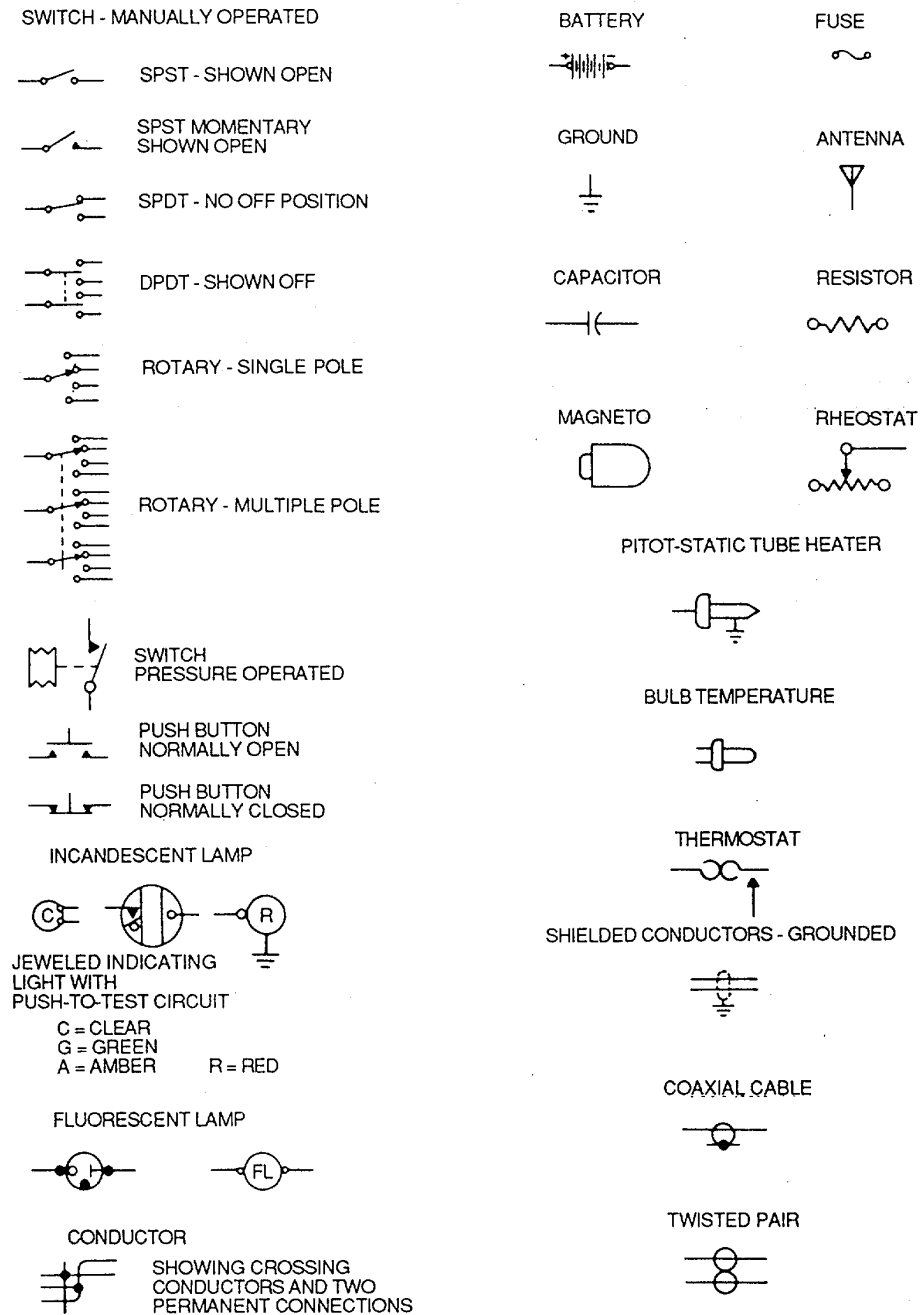 SWITCH - MANUALLY OPERATED
SPST - SHOWN OPEN
SPST MOMENTARY
SHOWN OPEN
SPDT - NO OFF POSITION
DPDT - SHOWN OFF
ROTARY - SINGLE POLE
ROTARY - MULTIPLE POLE
SWITCH
PRESSURE OPERATED
PUSH BUTTON
NORMALLY OPEN
PUSH BUTTON
NORMALLY CLOSED
INCANDESCENT LAMP
C
R
JEWELED INDICATING
LIGHT WITH
PUSH-TO-TEST CIRCUIT
C = CLEAR
G = GREEN
A = AMBER R = RED
FLUORESCENT LAMP
FL
CONDUCTOR
SHOWING CROSSING
CONDUCTORS AND TWO
PERMANENT CONNECTIONS
BATTERY
FUSE
GROUND
ANTENNA
CAPACITOR
RESISTOR
MAGNETO
RHEOSTAT
PITOT-STATIC TUBE HEATER
BULB TEMPERATURE
THERMOSTAT
SHIELDED CONDUCTORS - GROUNDED
COAXIAL CABLE
TWISTED PAIR